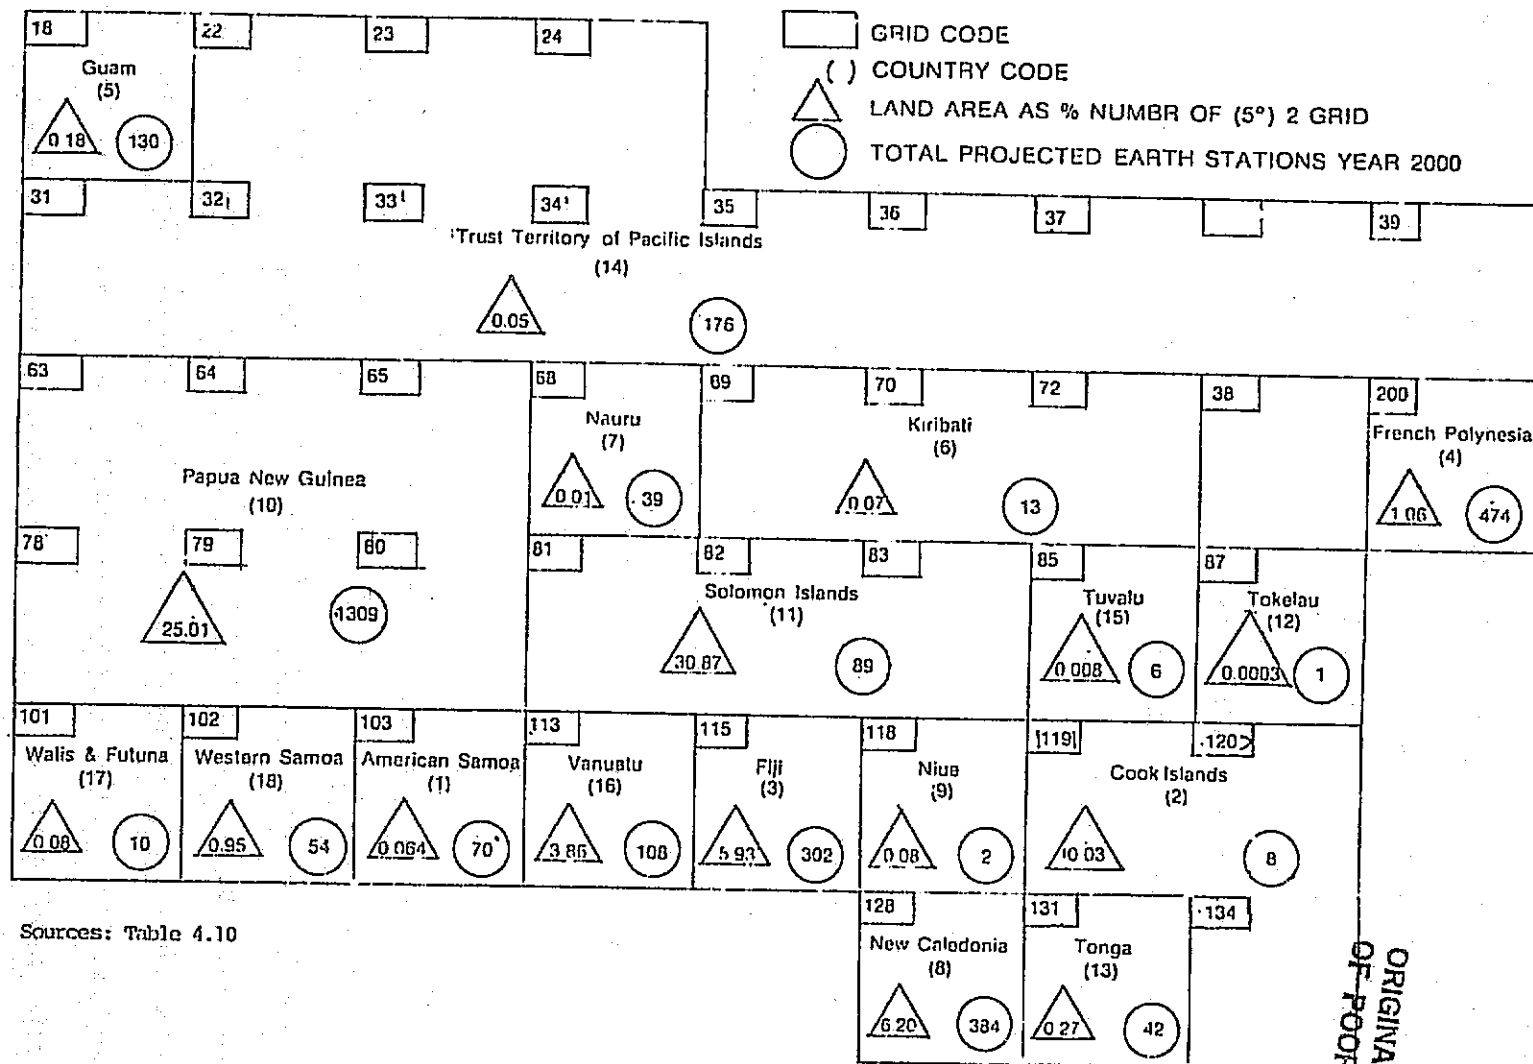 18 22 23 24
GRID CODE
Guam
(5)
0.18 130
( ) COUNTRY CODE
LAND AREA AS % NUMBR OF (5°) 2 GRID
TOTAL PROJECTED EARTH STATIONS YEAR 2000
31 32 33 34 35 36 37 39
Trust Territory of Pacific Islands
(14)
0.05 176
63 64 65 68 69 70 72 38 200
Nauru
(7)
0.01 39
Kiribati
(6)
0.07 13
French Polynesia
(4)
1.06 474
Papua New Guinea
(10)
78 79 80 81 82 83 85 87
25.01 1309
Solomon Islands
(11)
30.87 89
Tuvalu
(15)
0.008 6
Tokelau
(12)
0.0003 1
101 102 103 113 115 118 119 120
Walis & Futuna
(17)
0.08 10
Western Samoa
(18)
0.95 54
American Samoa
(1)
0.064 70
Vanuatu
(16)
3.86 108
Fiji
(3)
5.93 302
Niue
(9)
0.08 2
Cook Islands
(2)
0.03 8
128 131 134
New Caledonia
(8)
6.20 384
Tonga
(13)
0.27 42
Sources: Table 4.10
ORIGINA
OF POOR